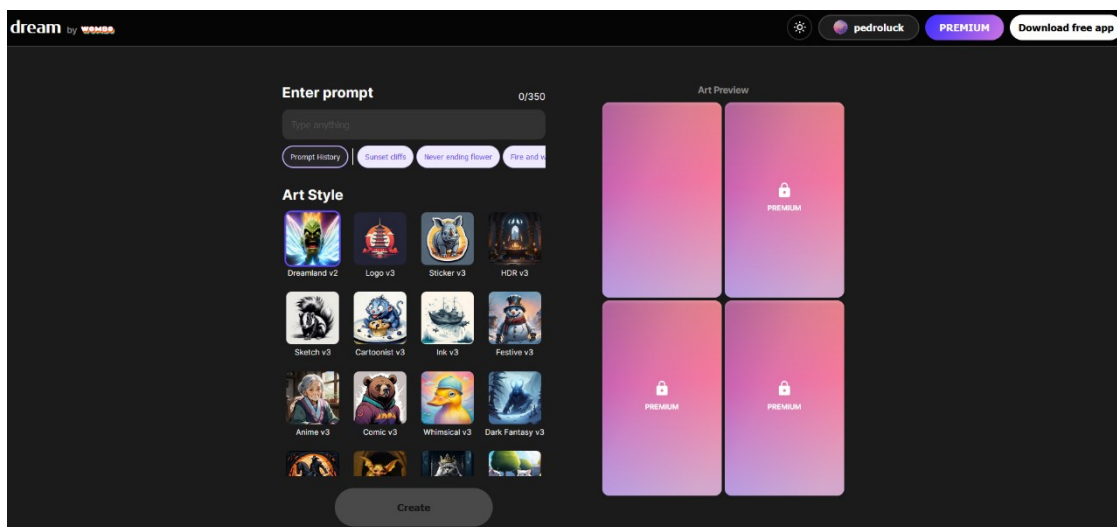 dream by WOMBO
pedroluck
PREMIUM
Download free app
Enter prompt
0/350
Type anything
Prompt History
Sunset cliffs
Never ending flower
Fire and w
Art Style
Dreamland v2
Logo v3
Sticker v3
HDR v3
Sketch v3
Cartoonist v3
Ink v3
Festive v3
Anime v3
Comic v3
Whimsical v3
Dark Fantasy v3
Create
Art Preview
PREMIUM
PREMIUM
PREMIUM